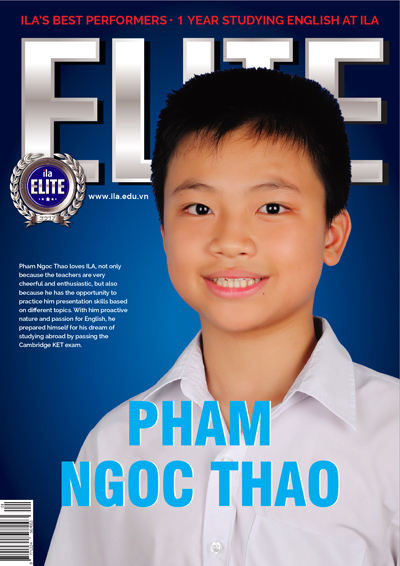 ILA'S BEST PERFORMERS • 1 YEAR STUDYING ENGLISH AT ILA
ELITE
ila
ELITE
www.ila.edu.vn
Pham Ngoc Thao loves ILA, not only
because the teachers are very
cheerful and enthusiastic, but also
because he has the opportunity to
practice him presentation skills based
on different topics. With him proactive
nature and passion for English, he
prepared himself for his dream of
studying abroad by passing the
Cambridge KET exam.
PHAM
NGOC THAO